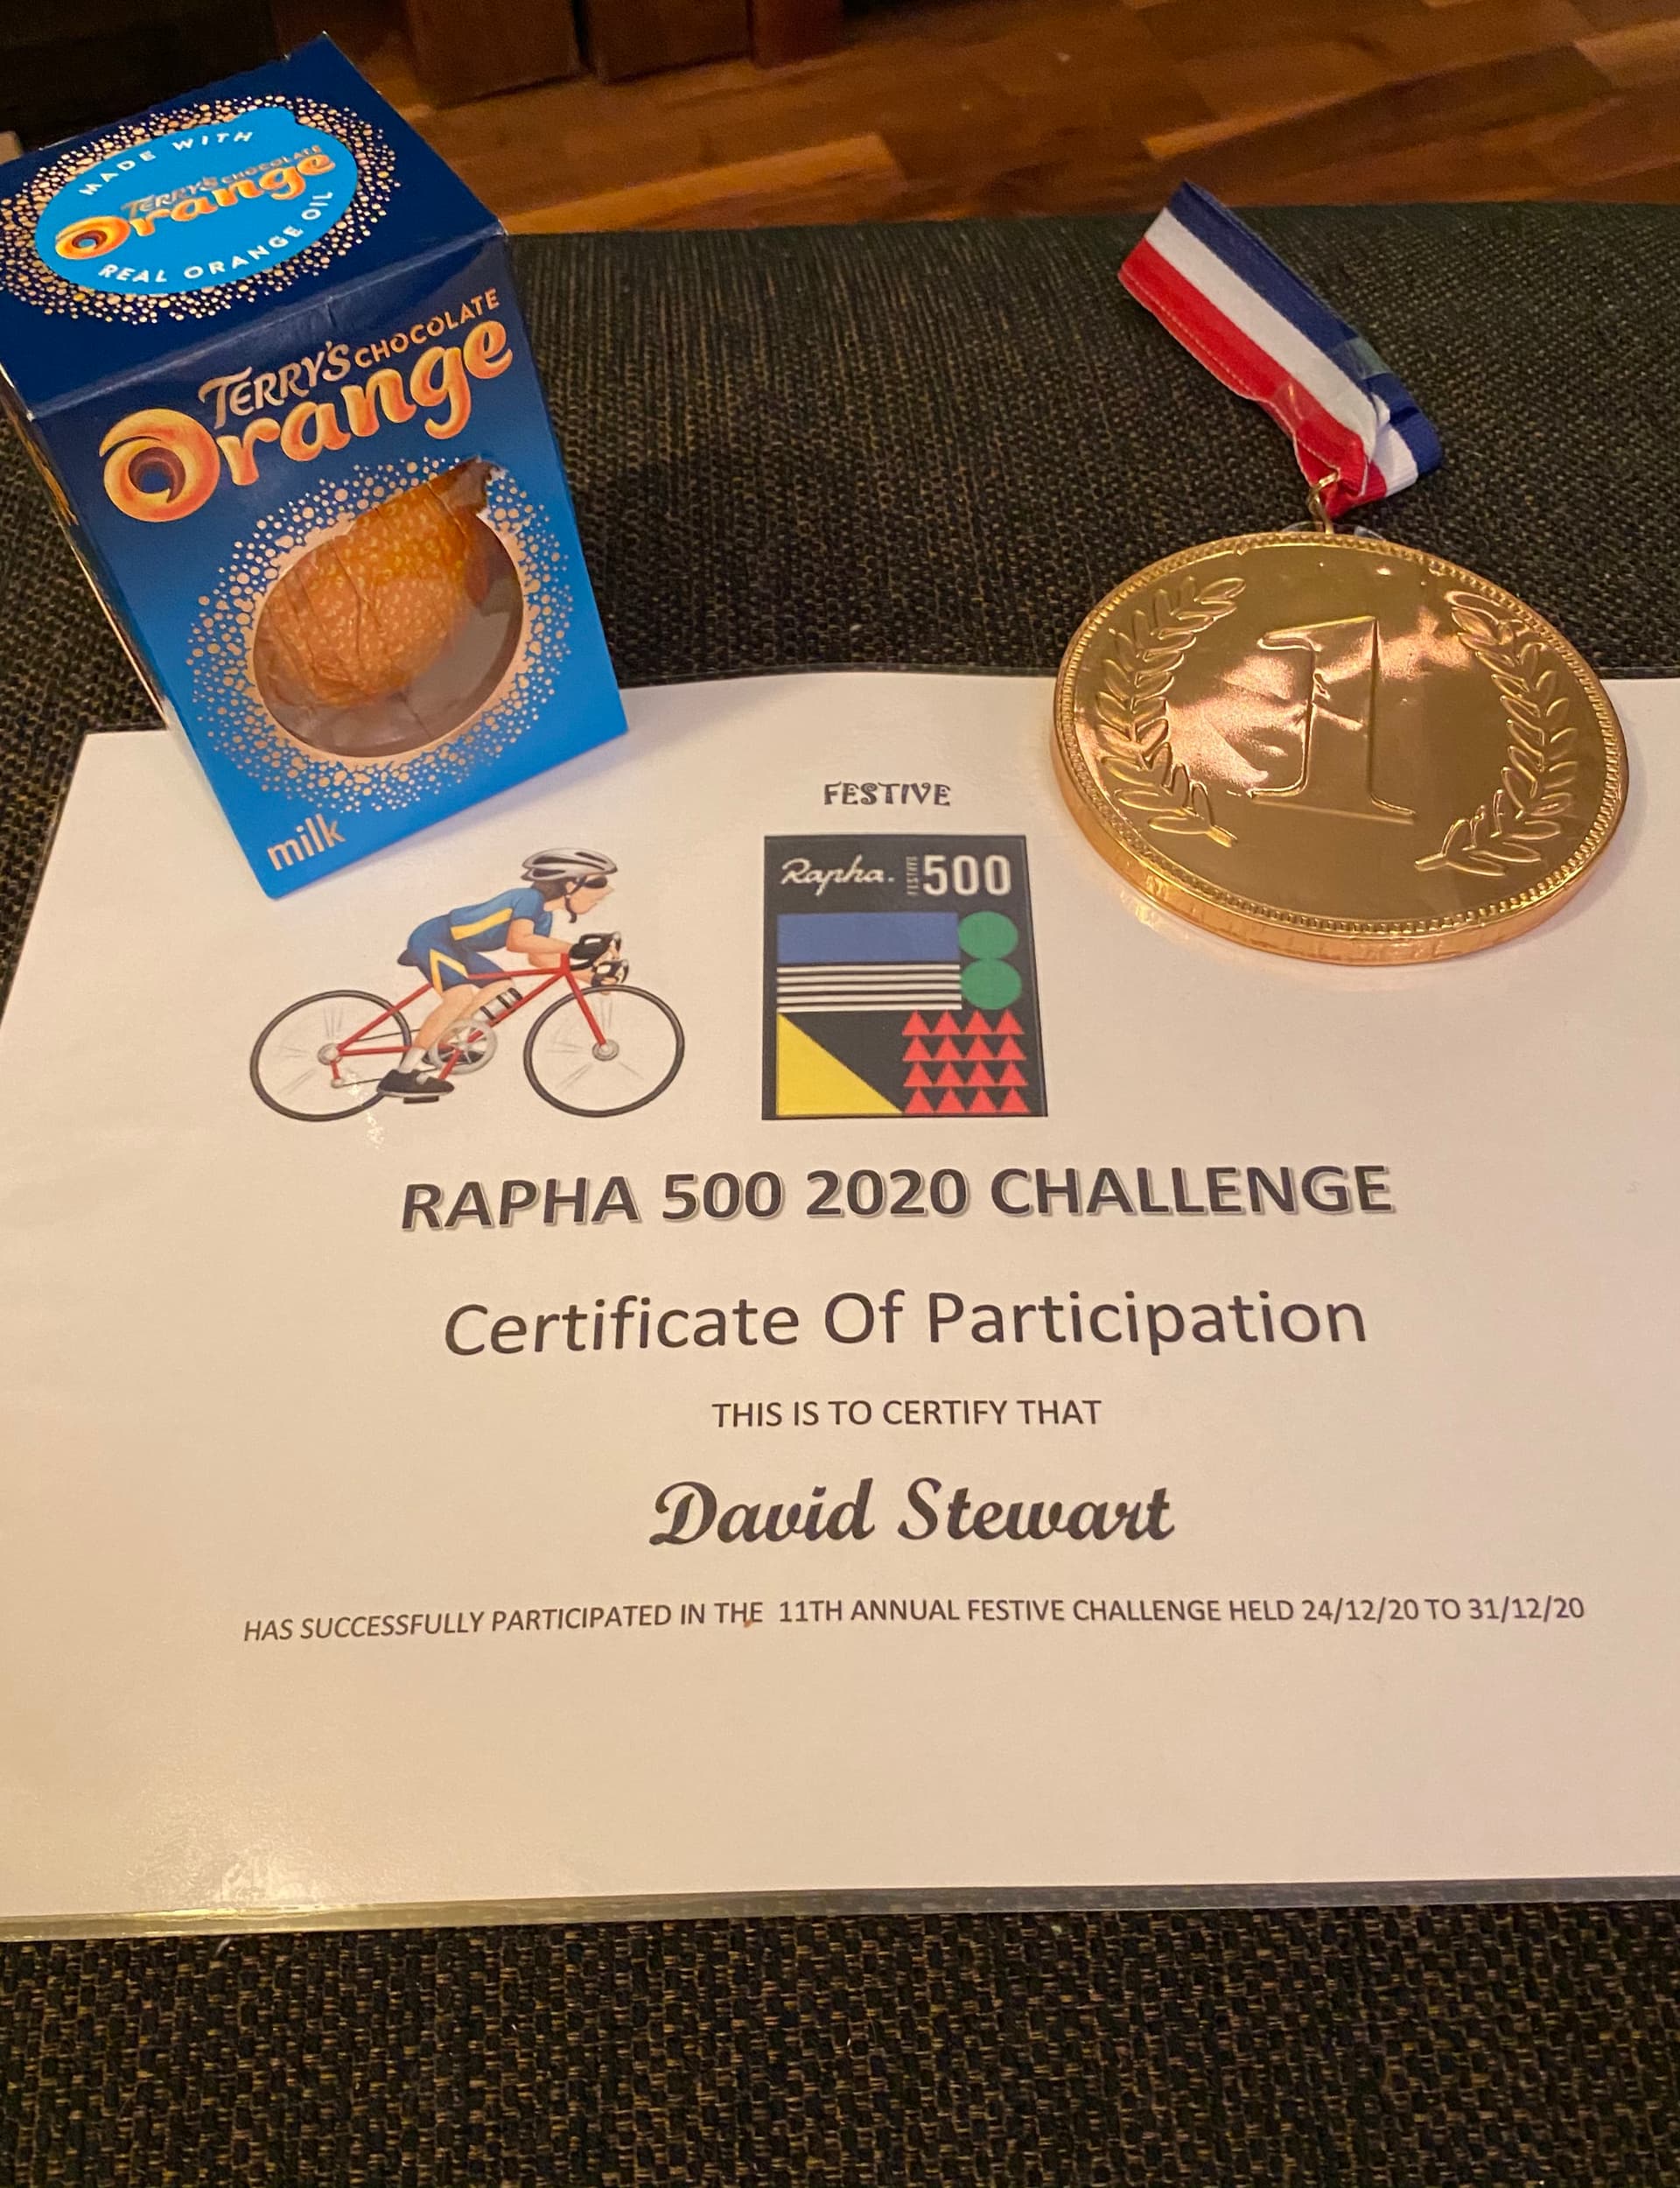 MADE WITH
TERRY'S CHOCOLATE
Orange
REAL ORANGE OIL
TERRY'S CHOCOLATE
Orange
milk
1
FESTIVE
Rapha. FESTIVE 500
RAPHA 500 2020 CHALLENGE
Certificate Of Participation
THIS IS TO CERTIFY THAT
David Stewart
HAS SUCCESSFULLY PARTICIPATED IN THE 11TH ANNUAL FESTIVE CHALLENGE HELD 24/12/20 TO 31/12/20